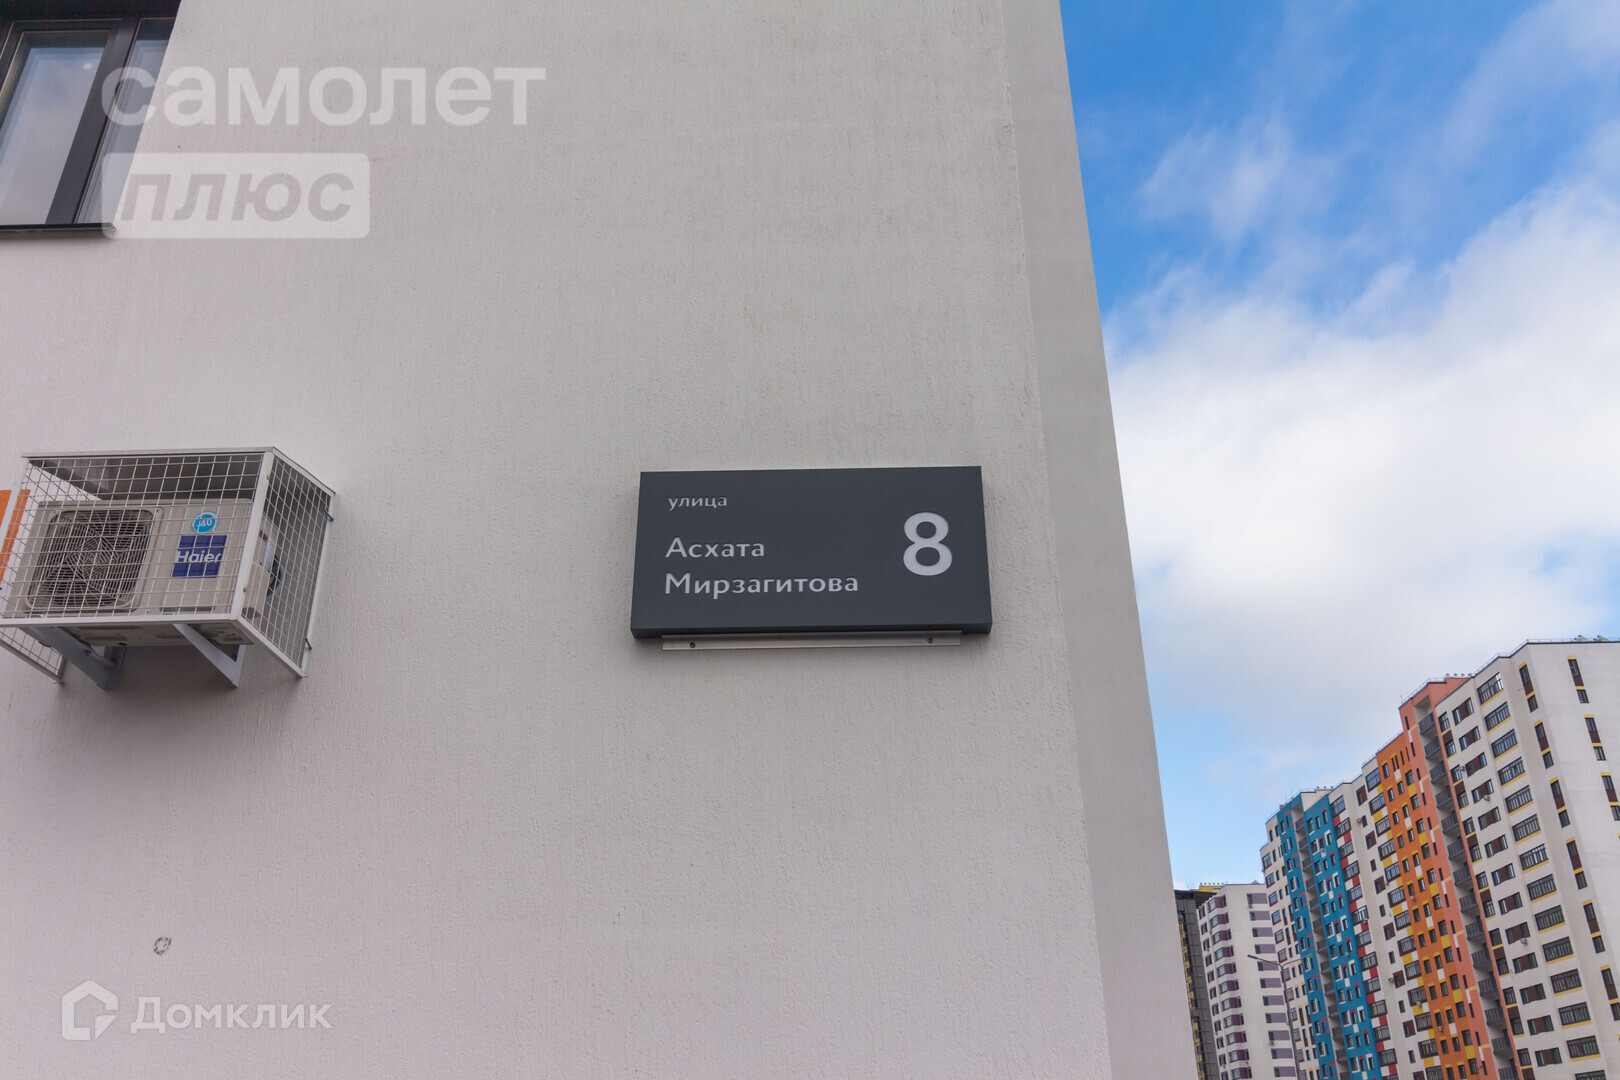 самолет
плюс
улица
Асхата
Мирзагитова
8
Haier
Домклик